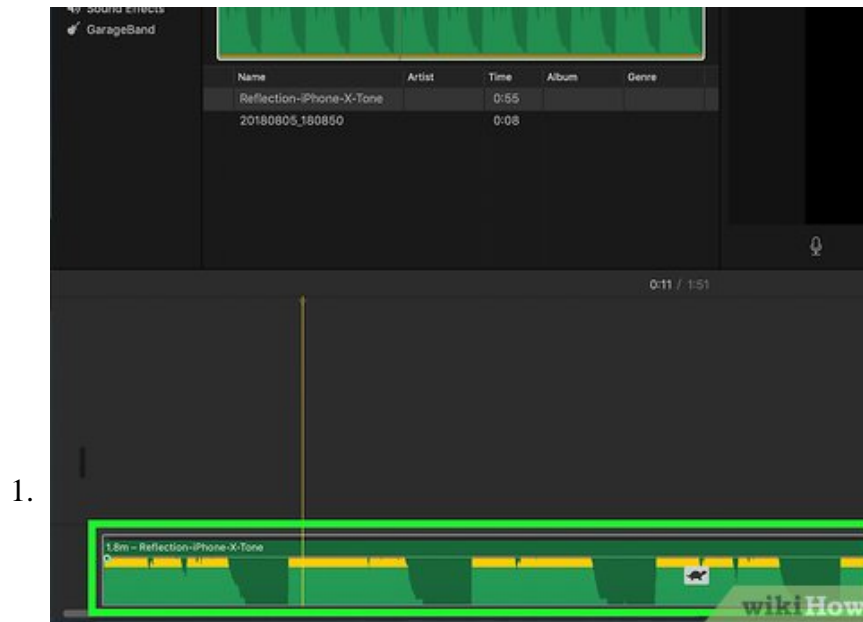 Sound Effects
GarageBand
Name Artist Time Album Genre
Reflection-iPhone-X-Tone 0:55
20180805_180850 0:08
0:11 / 1:51
1.
1.8m – Reflection-iPhone-X-Tone
wikiHow